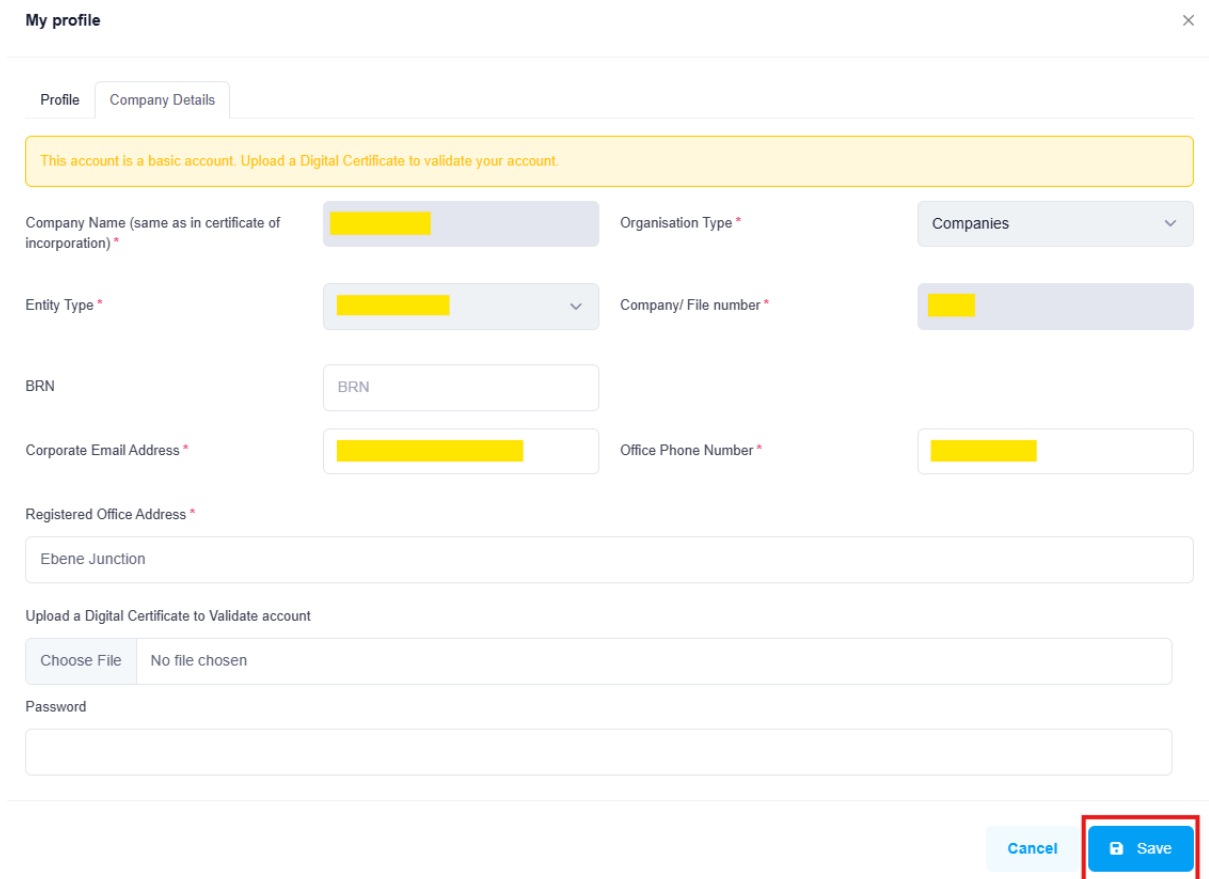 My profile
Profile
Company Details
This account is a basic account. Upload a Digital Certificate to validate your account.
Company Name (same as in certificate of
incorporation) *
Organisation Type *
Companies
Entity Type *
Company/ File number *
BRN
BRN
Corporate Email Address *
Office Phone Number *
Registered Office Address *
Ebene Junction
Upload a Digital Certificate to Validate account
Choose File No file chosen
Password
Cancel
Save